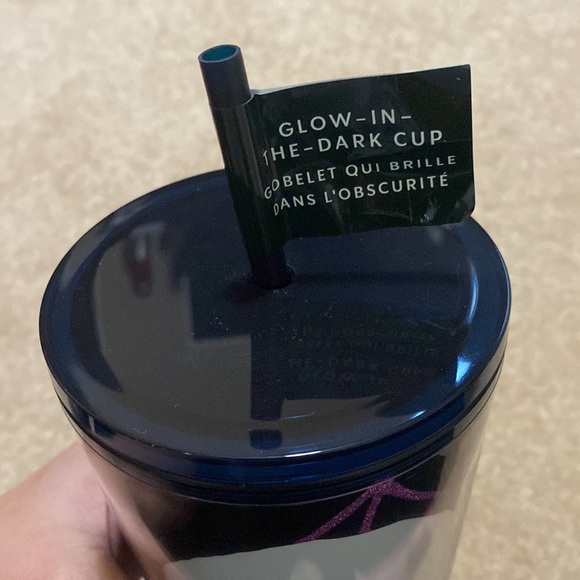 GLOW-IN-
THE-DARK CUP
GOBELET QUI BRILLE
DANS L'OBSCURITÉ